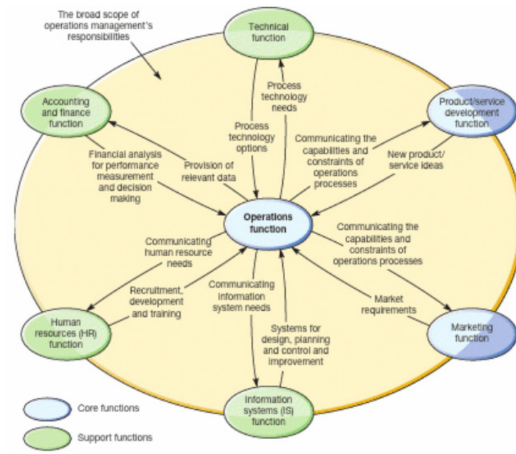 The broad scope of
operations management's
responsibilities
Technical
function
Accounting
and finance
function
Product/service
development
function
Process
technology
needs
Process
technology
options
Communicating the
capabilities and
constraints of
operations
processes
Financial analysis
for performance
measurement
and decision
making
Provision of
relevant data
New product/
service ideas
Operations
function
Communicating
human resource
needs
Communicating the
capabilities and
constraints of
operations processes
Recruitment,
development
and training
Communicating
information
system needs
Market
requirements
Systems for
design, planning
and control and
improvement
Human
resources (HR)
function
Marketing
function
Information
systems (IS)
function
Core functions
Support functions